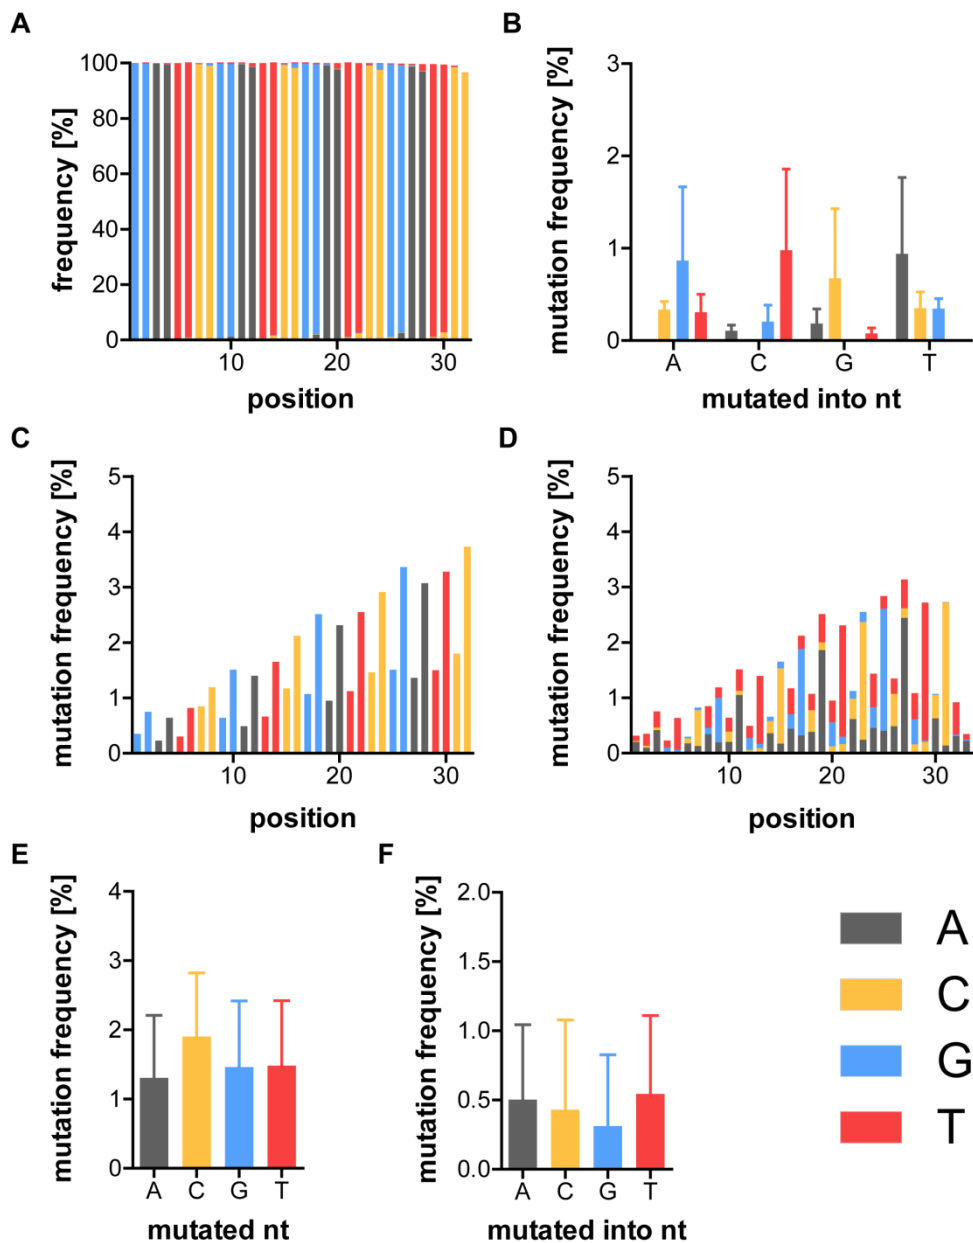 A
frequency [%]
100
80
60
40
20
0
10 20 30
position
B
mutation frequency [%]
3
2
1
0
A C G T
mutated into nt
C
mutation frequency [%]
5
4
3
2
1
0
10 20 30
position
D
mutation frequency [%]
5
4
3
2
1
0
10 20 30
position
E
mutation frequency [%]
4
3
2
1
0
A C G T
mutated nt
F
mutation frequency [%]
2.0
1.5
1.0
0.5
0.0
A C G T
mutated into nt
A
C
G
T